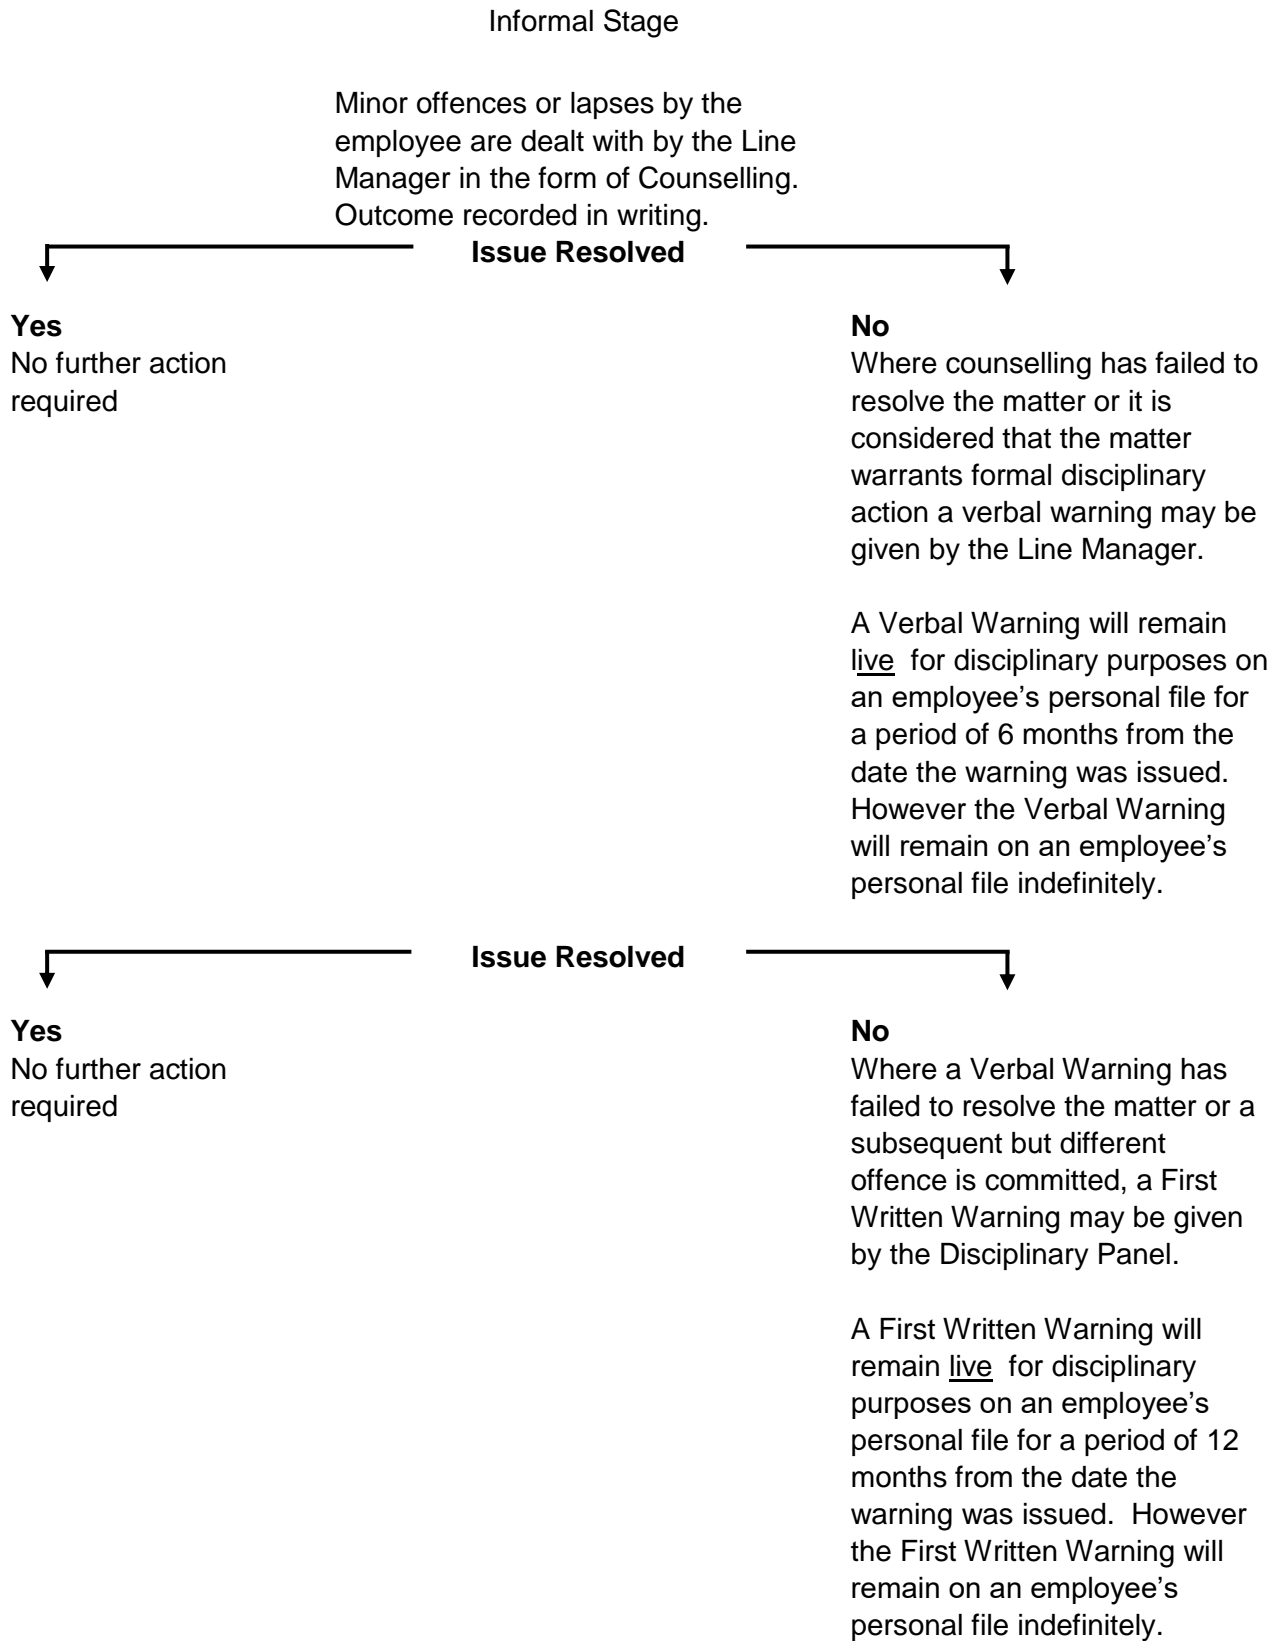 Informal Stage
Minor offences or lapses by the
employee are dealt with by the Line
Manager in the form of Counselling.
Outcome recorded in writing.
Issue Resolved
Yes
No further action
required
No
Where counselling has failed to
resolve the matter or it is
considered that the matter
warrants formal disciplinary
action a verbal warning may be
given by the Line Manager.
A Verbal Warning will remain
live for disciplinary purposes on
an employee’s personal file for
a period of 6 months from the
date the warning was issued.
However the Verbal Warning
will remain on an employee’s
personal file indefinitely.
Issue Resolved
Yes
No further action
required
No
Where a Verbal Warning has
failed to resolve the matter or a
subsequent but different
offence is committed, a First
Written Warning may be given
by the Disciplinary Panel.
A First Written Warning will
remain live for disciplinary
purposes on an employee’s
personal file for a period of 12
months from the date the
warning was issued. However
the First Written Warning will
remain on an employee’s
personal file indefinitely.